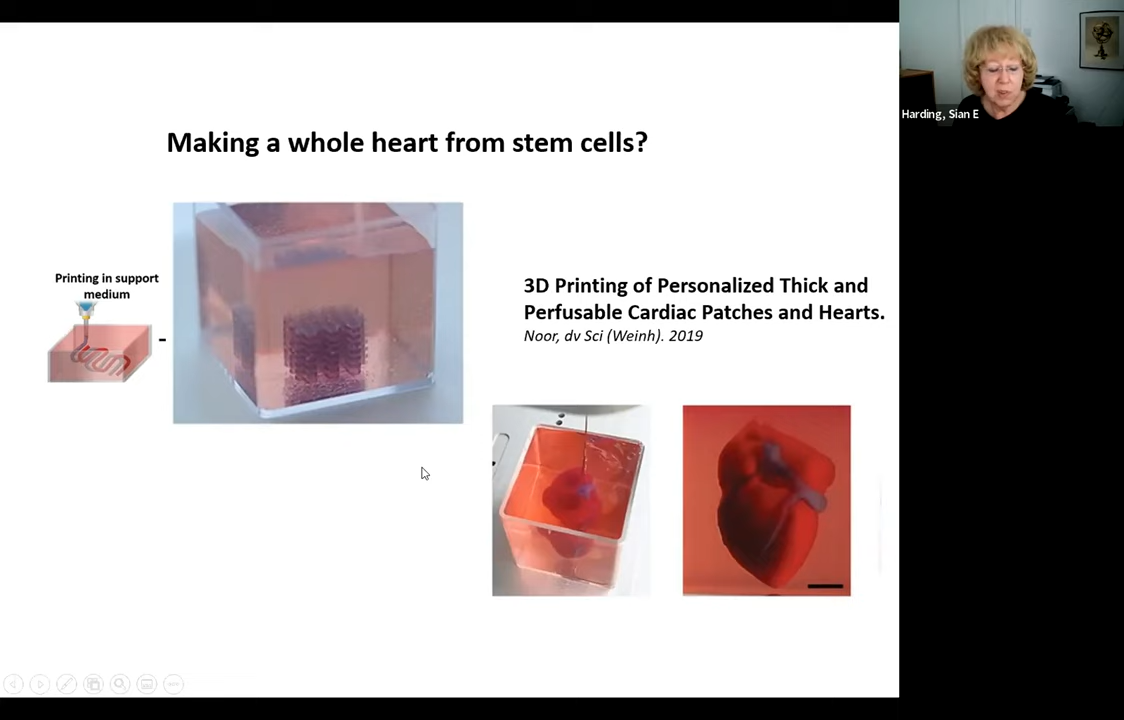 Making a whole heart from stem cells?
Harding, Sian E
Printing in support
medium
-
3D Printing of Personalized Thick and
Perfusable Cardiac Patches and Hearts.
Noor, dv Sci (Weinh). 2019